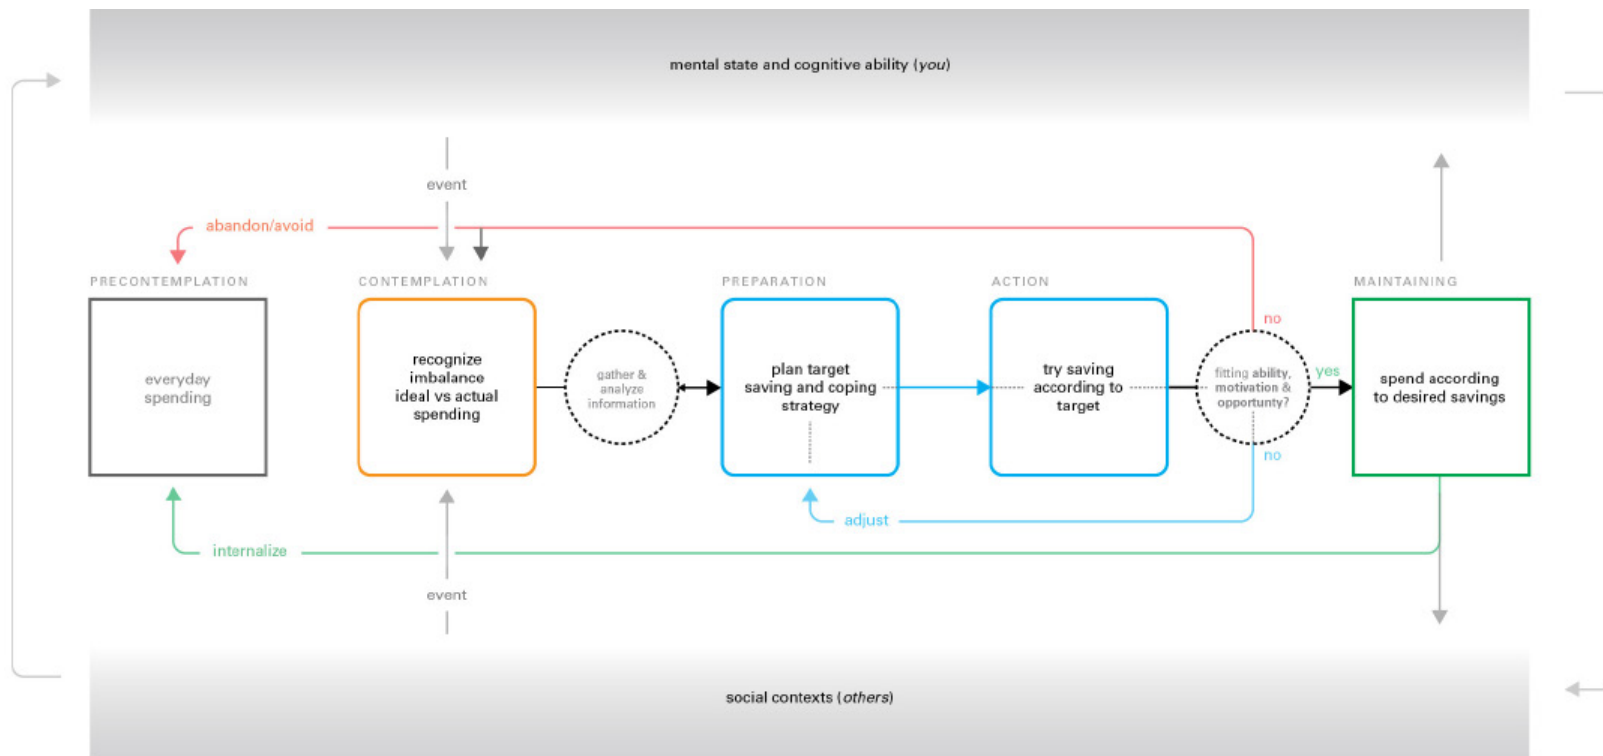 mental state and cognitive ability (you)
event
abandon/avoid
PRECONTEMPLATION
CONTEMPLATION
PREPARATION
ACTION
MAINTAINING
everyday
spending
recognize
imbalance
ideal vs actual
spending
gather &
analyze
information
plan target
saving and coping
strategy
try saving
according to
target
no
fitting ability,
motivation &
opportunty?
no
yes
spend according
to desired savings
adjust
internalize
event
social contexts (others)